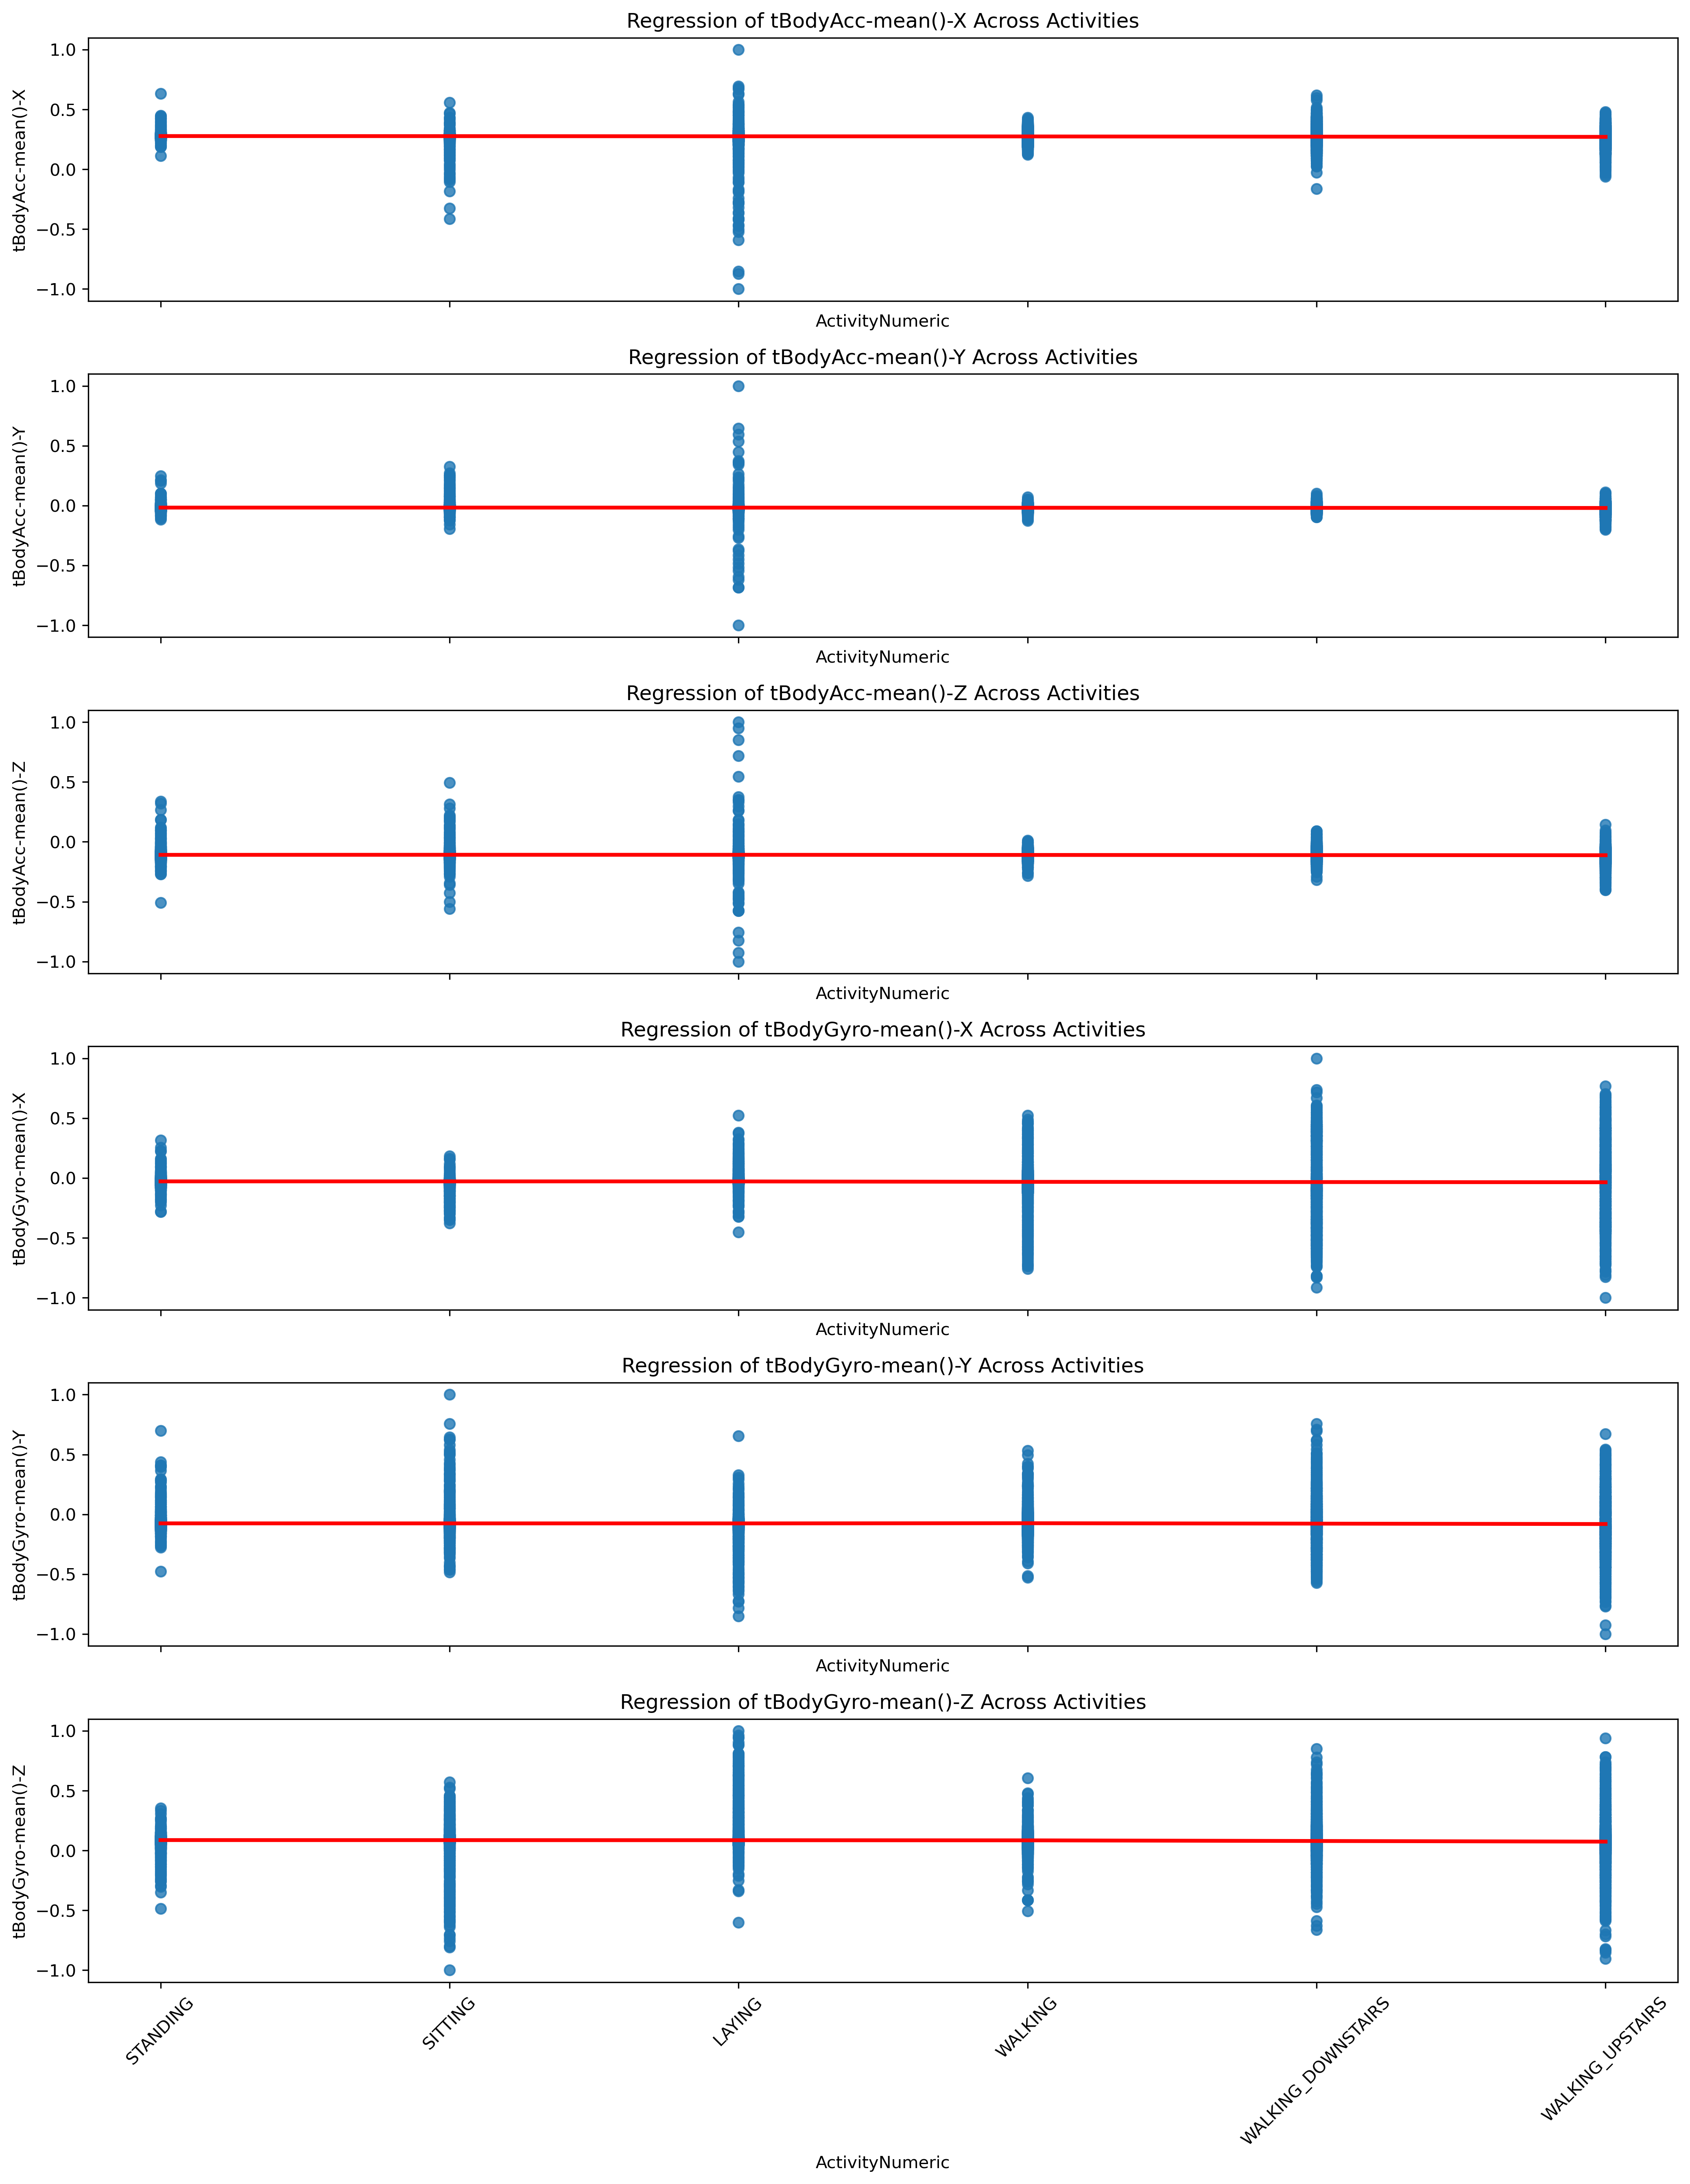 Regression of tBodyAcc-mean()-X Across Activities
tBodyAcc-mean()-X
1.0
0.5
0.0
−0.5
−1.0
ActivityNumeric
Regression of tBodyAcc-mean()-Y Across Activities
tBodyAcc-mean()-Y
1.0
0.5
0.0
−0.5
−1.0
ActivityNumeric
Regression of tBodyAcc-mean()-Z Across Activities
tBodyAcc-mean()-Z
1.0
0.5
0.0
−0.5
−1.0
ActivityNumeric
Regression of tBodyGyro-mean()-X Across Activities
tBodyGyro-mean()-X
1.0
0.5
0.0
−0.5
−1.0
ActivityNumeric
Regression of tBodyGyro-mean()-Y Across Activities
tBodyGyro-mean()-Y
1.0
0.5
0.0
−0.5
−1.0
ActivityNumeric
Regression of tBodyGyro-mean()-Z Across Activities
tBodyGyro-mean()-Z
1.0
0.5
0.0
−0.5
−1.0
STANDING
SITTING
LAYING
WALKING
WALKING_DOWNSTAIRS
WALKING_UPSTAIRS
ActivityNumeric